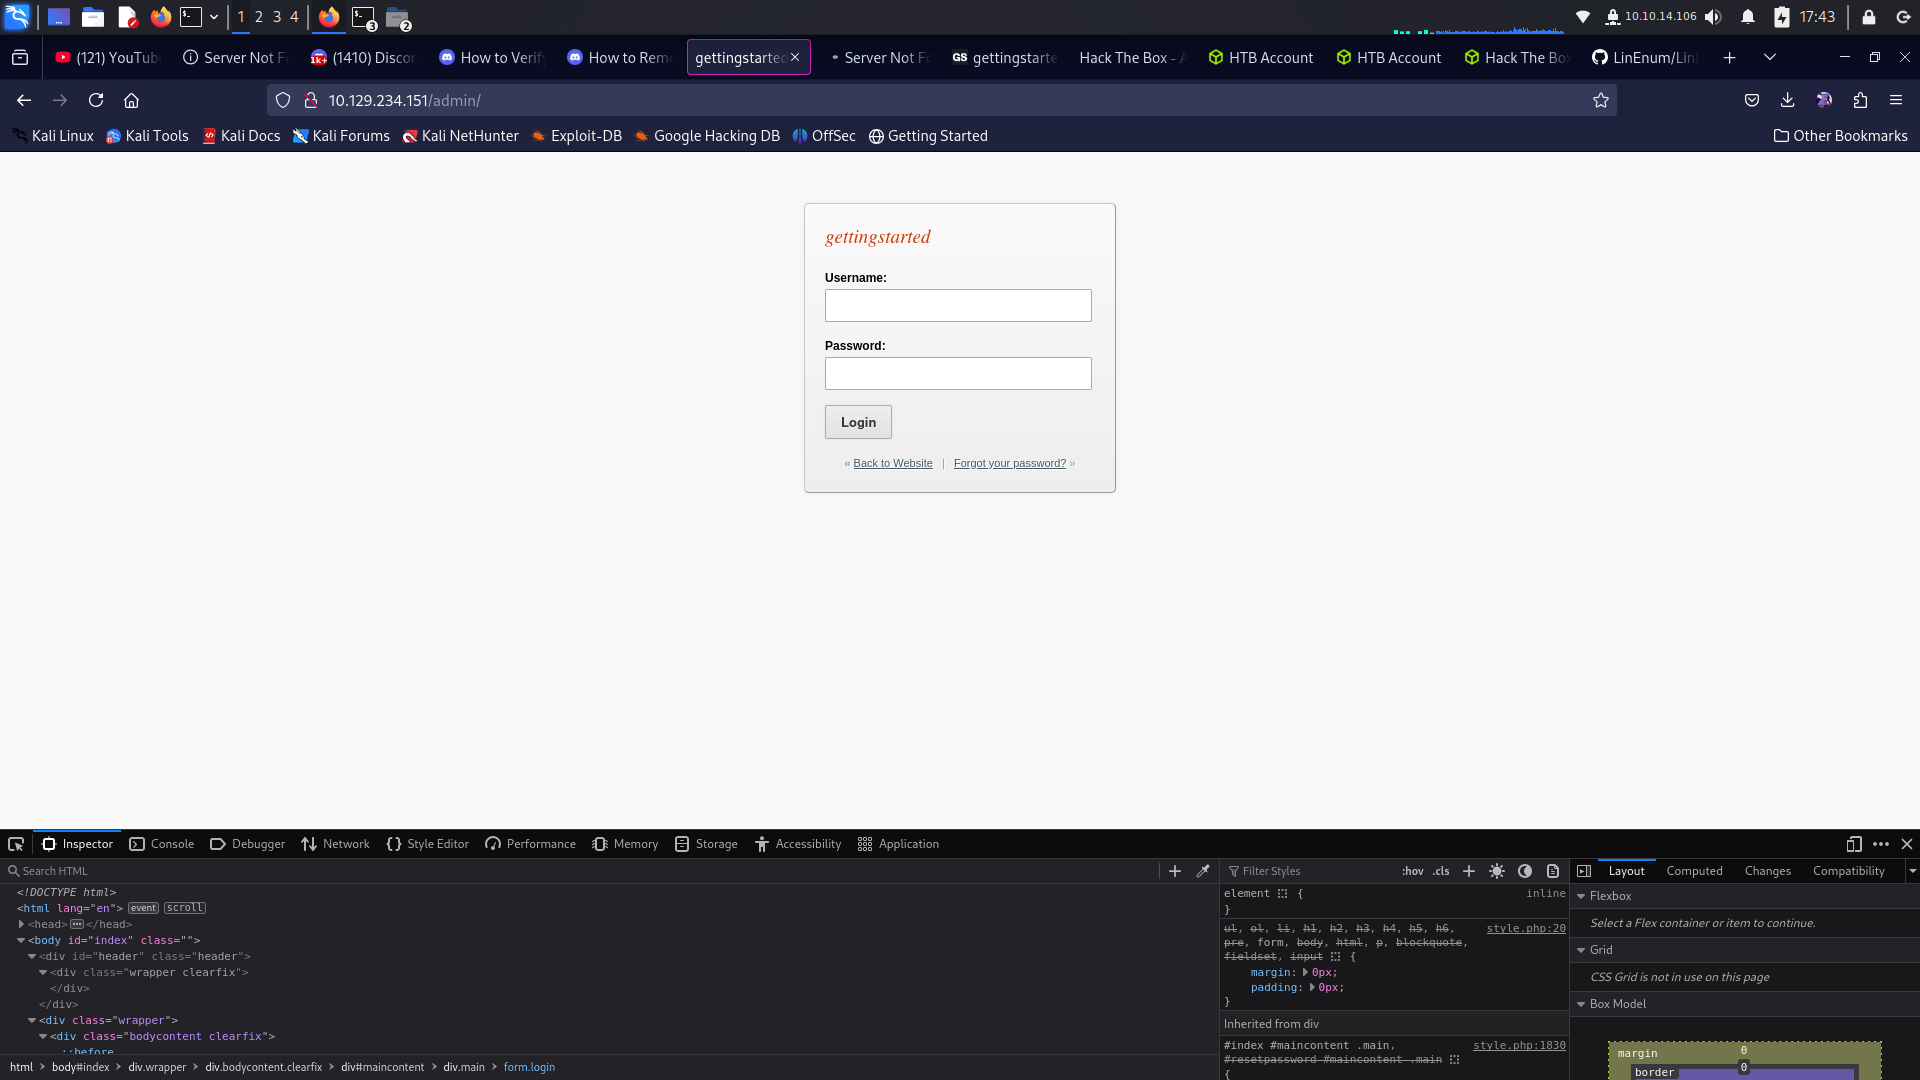 1 2 3 4
3
2
10.10.14.106
17:43
(121) YouTub
Server Not F
1k+
(1410) Discor
How to Verif
How to Rem
gettingstarted
Server Not F
GS
gettingstarte
Hack The Box - A
HTB Account
HTB Account
Hack The Box
LinEnum/Lin
10.129.234.151/admin/
Kali Linux
Kali Tools
Kali Docs
Kali Forums
Kali NetHunter
Exploit-DB
Google Hacking DB
OffSec
Getting Started
Other Bookmarks
gettingstarted
Username:
Password:
Login
« Back to Website | Forgot your password? »
Inspector
Console
Debugger
Network
Style Editor
Performance
Memory
Storage
Accessibility
Application
Search HTML
<!DOCTYPE html>
<html lang="en"> event scroll
<head>…</head>
<body id="index" class="">
<div id="header" class="header">
<div class="wrapper clearfix">
</div>
</div>
<div class="wrapper">
<div class="bodycontent clearfix">
::before
html > body#index > div.wrapper > div.bodycontent.clearfix > div#maincontent > div.main > form.login
Filter Styles
:hov .cls
element { inline
}
ul, ol, li, h1, h2, h3, h4, h5, h6, style.php:20
pre, form, body, html, p, blockquote,
fieldset, input {
margin: 0px;
padding: 0px;
}
Inherited from div
#index #maincontent .main, style.php:1830
#resetpassword #maincontent .main
{
Layout
Computed
Changes
Compatibility
Flexbox
Select a Flex container or item to continue.
Grid
CSS Grid is not in use on this page
Box Model
margin 0
border 0